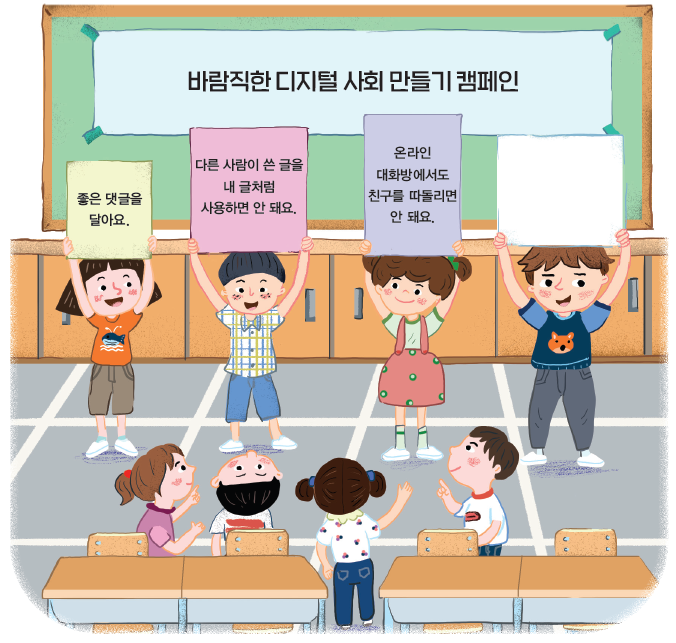 바람직한 디지털 사회 만들기 캠페인
좋은 댓글을
달아요.
다른 사람이 쓴 글을
내 글처럼
사용하면 안 돼요.
온라인
대화방에서도
친구를 따돌리면
안 돼요.